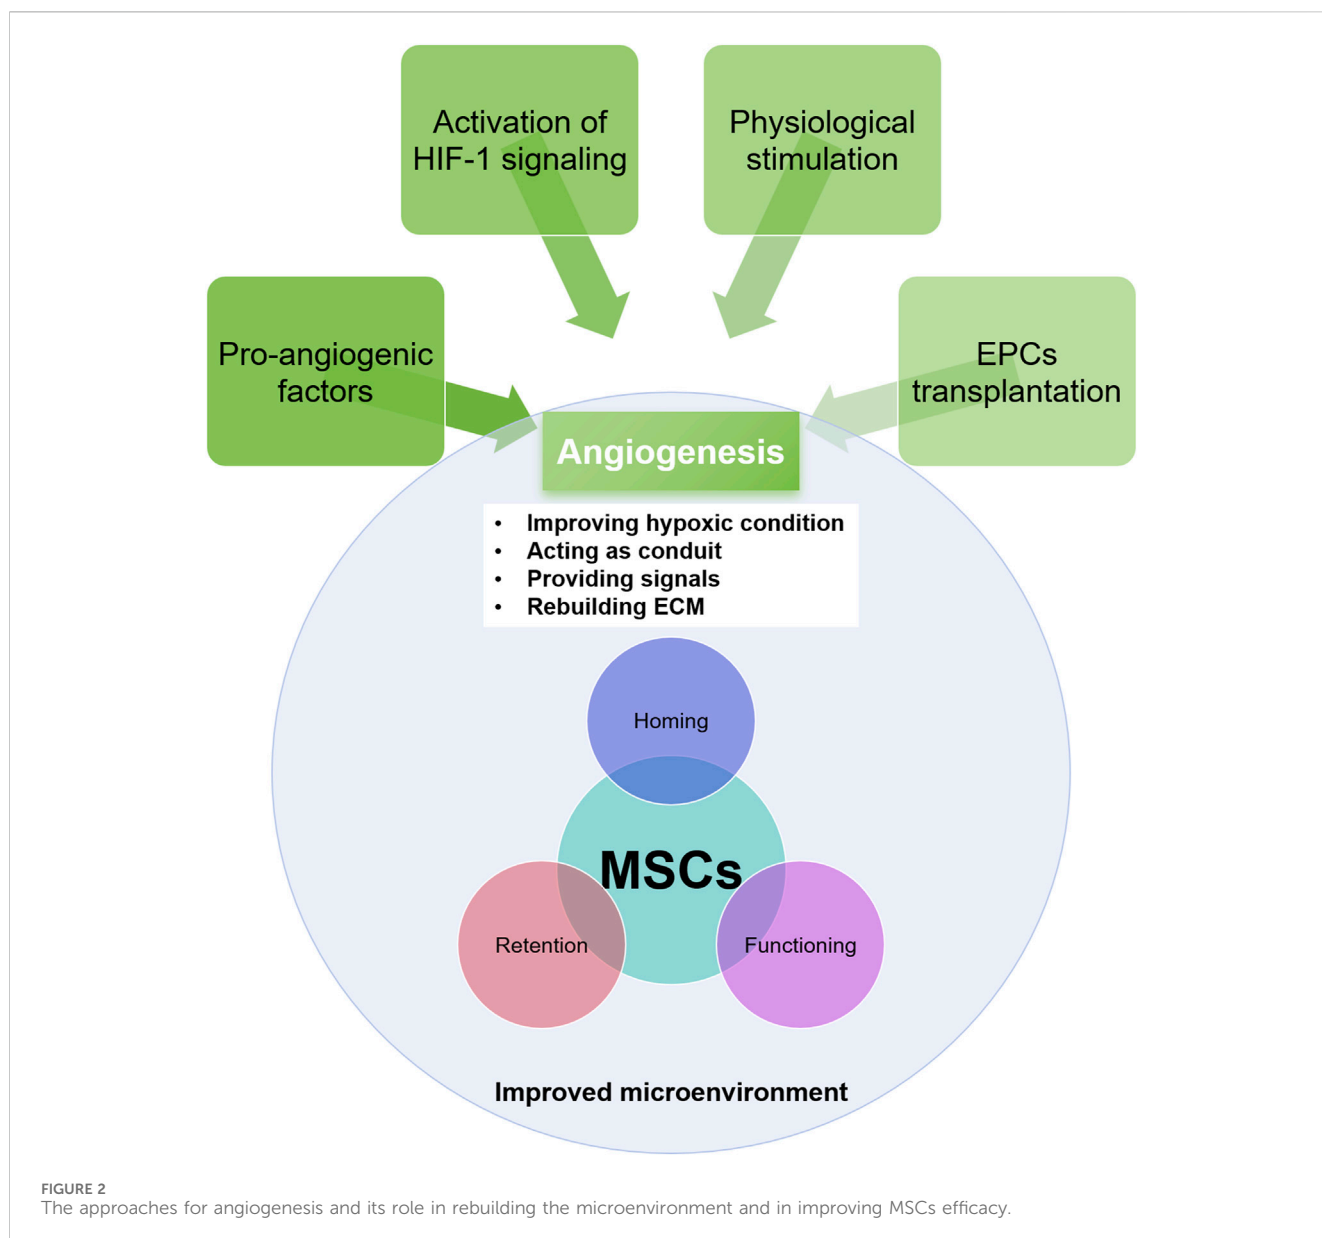 Activation of
HIF-1 signaling
Physiological
stimulation
Pro-angiogenic
factors
EPCs
transplantation
Angiogenesis
• Improving hypoxic condition
• Acting as conduit
• Providing signals
• Rebuilding ECM
Homing
MSCs
Retention
Functioning
Improved microenvironment
FIGURE 2
The approaches for angiogenesis and its role in rebuilding the microenvironment and in improving MSCs efficacy.